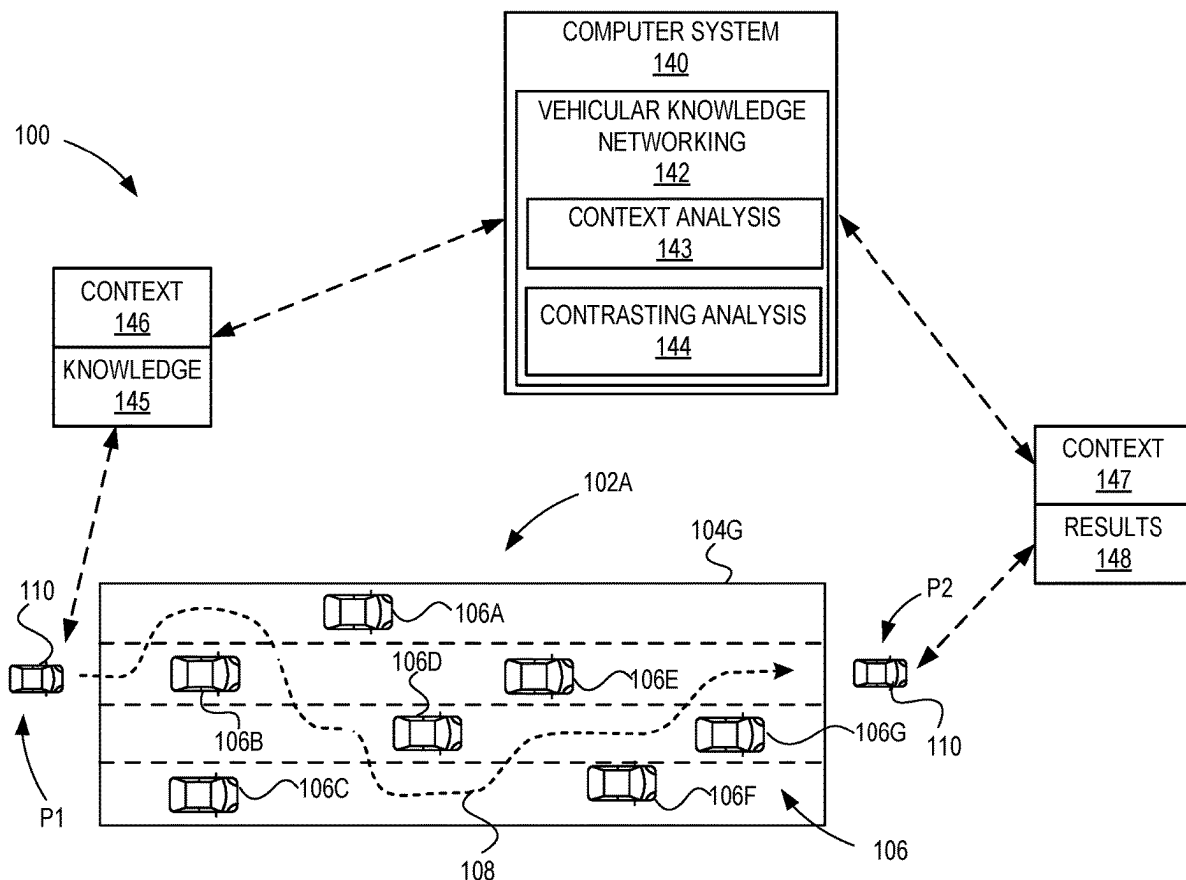 COMPUTER SYSTEM
140
VEHICULAR KNOWLEDGE
NETWORKING
142
CONTEXT ANALYSIS
143
CONTRASTING ANALYSIS
144
100
CONTEXT
146
KNOWLEDGE
145
CONTEXT
147
RESULTS
148
102A
104G
110
106A
P2
106D
106E
106B
106G
110
106C
106F
P1
108
106